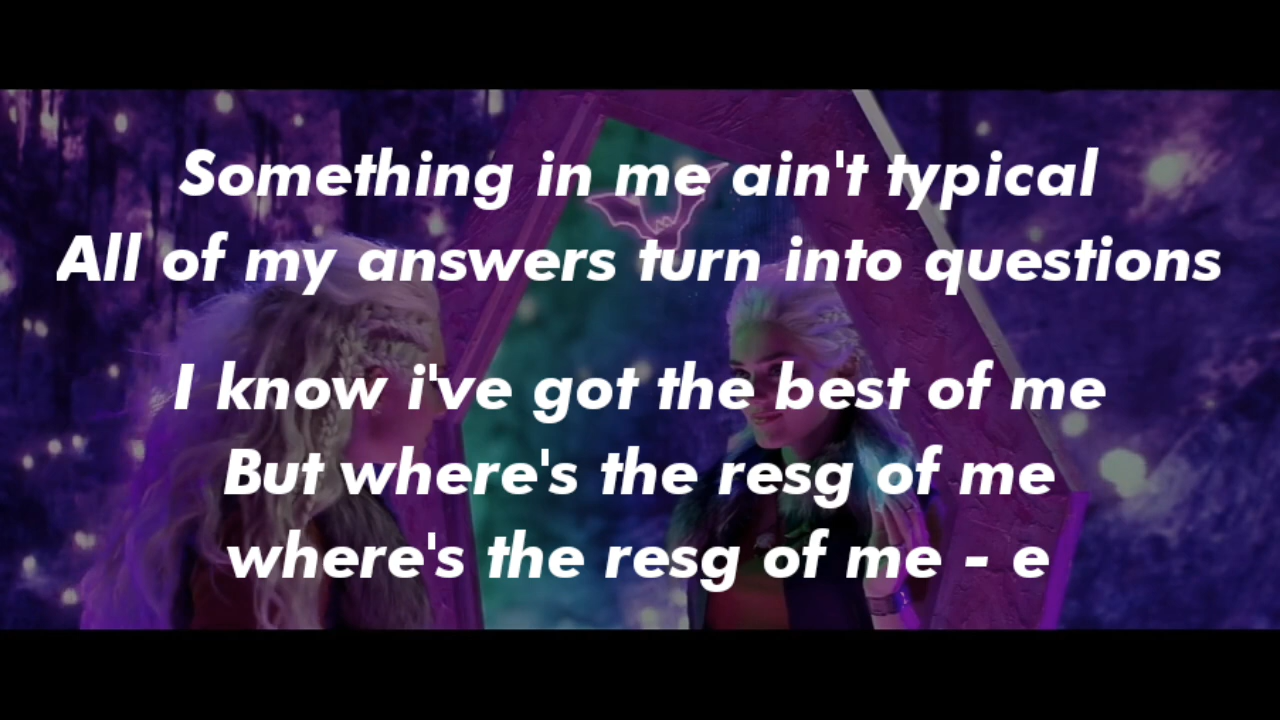 Something in me ain't typical
All of my answers turn into questions
I know i've got the best of me
But where's the resg of me
where's the resg of me - e